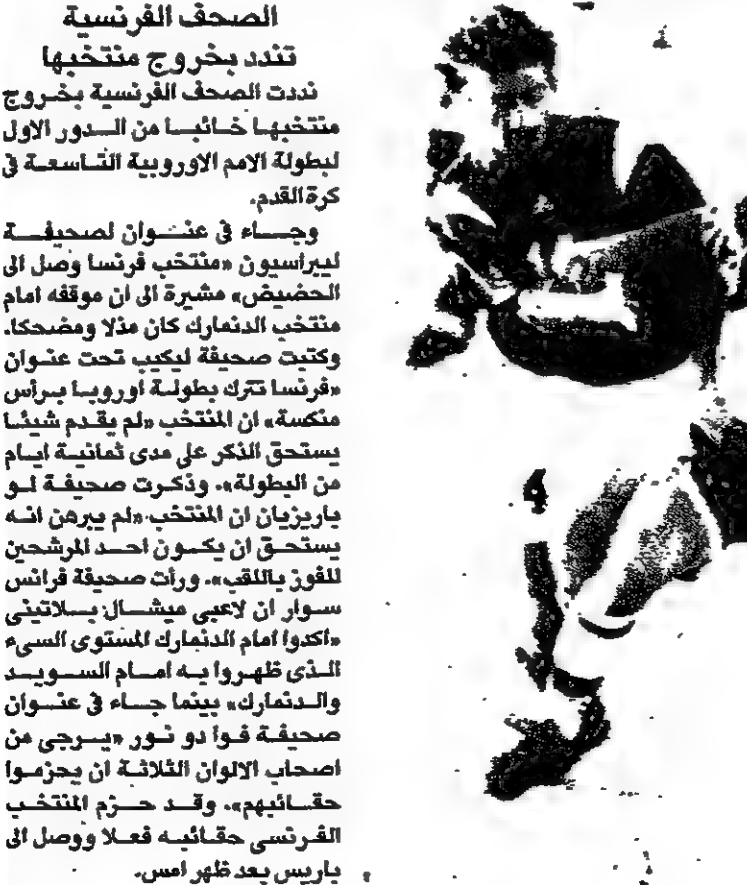 الصحف الفرنسية
تندد بخروج منتخبها
نددت الصحف الفرنسية بخروج
منتخبها خائبا من الدور الاول
لبطولة الامم الاوروبية التاسعة في
كرة القدم.
وجاء في عنوان لصحيفة
ليبراسيون «منتخب فرنسا وصل الى
الحضيض» مشيرة الى ان موقفه امام
منتخب الدنمارك كان مذلا ومضحكا.
وكتبت صحيفة ليكيب تحت عنوان
«فرنسا تترك بطولة اوروبا برأس
منكسة» ان المنتخب «لم يقدم شيئا
يستحق الذكر على مدى ثمانية ايام
من البطولة». وذكرت صحيفة لو
باريزيان ان المنتخب «لم يبرهن انه
يستحق ان يكون احد المرشحين
للفوز باللقب». ورأت صحيفة فرانس
سوار ان لاعبي ميشال بلاتيني
«اكدوا امام الدنمارك المستوى السيء
الذي ظهروا به امام السويد
والدنمارك» بينما جاء في عنوان
صحيفة فوا دو نور «يرجى من
اصحاب الالوان الثلاثة ان يحزموا
حقائبهم». وقد حزم المنتخب
الفرنسي حقائبه فعلا ووصل الى
باريس بعد ظهر امس.